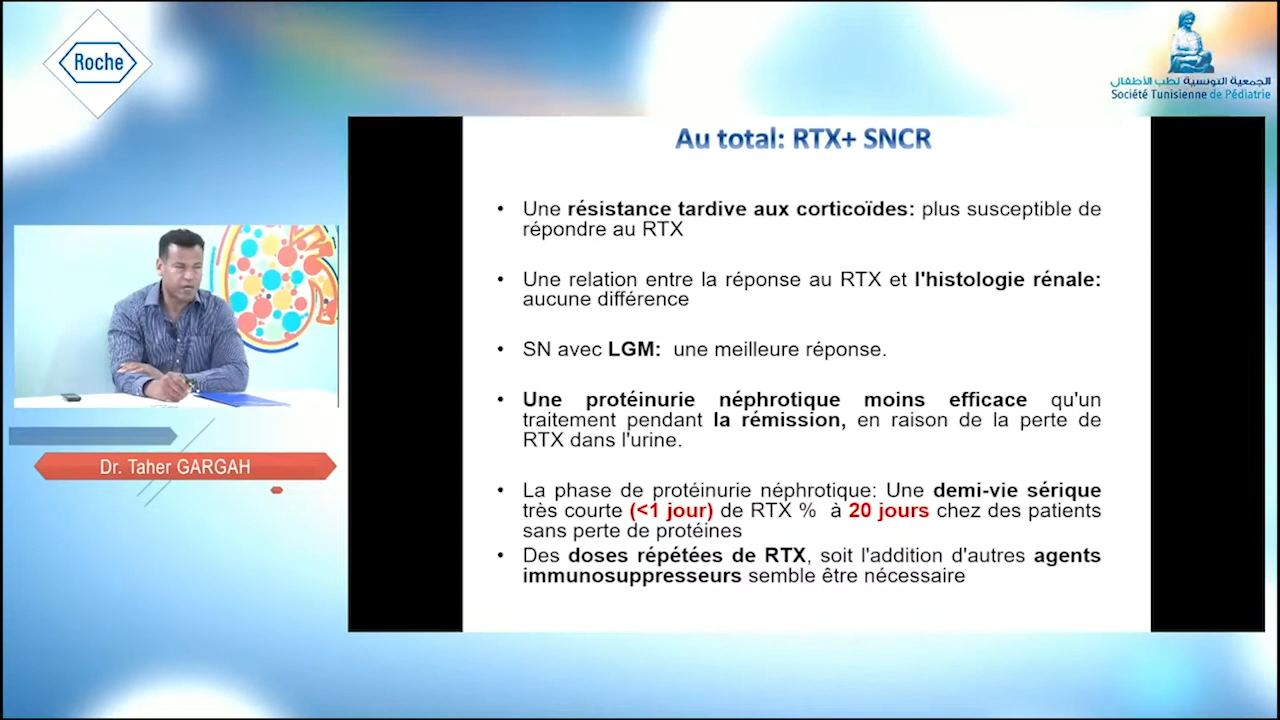 Roche
الجمعية التونسية لطب الأطفال
Société Tunisienne de Pédiatrie
Au total: RTX+ SNCR
• Une résistance tardive aux corticoïdes: plus susceptible de
répondre au RTX
• Une relation entre la réponse au RTX et l'histologie rénale:
aucune différence
• SN avec LGM: une meilleure réponse.
• Une protéinurie néphrotique moins efficace qu'un
traitement pendant la rémission, en raison de la perte de
RTX dans l'urine.
• La phase de protéinurie néphrotique: Une demi-vie sérique
très courte (<1 jour) de RTX % à 20 jours chez des patients
sans perte de protéines
• Des doses répétées de RTX, soit l'addition d'autres agents
immunosuppresseurs semble être nécessaire
Dr. Taher GARGAH